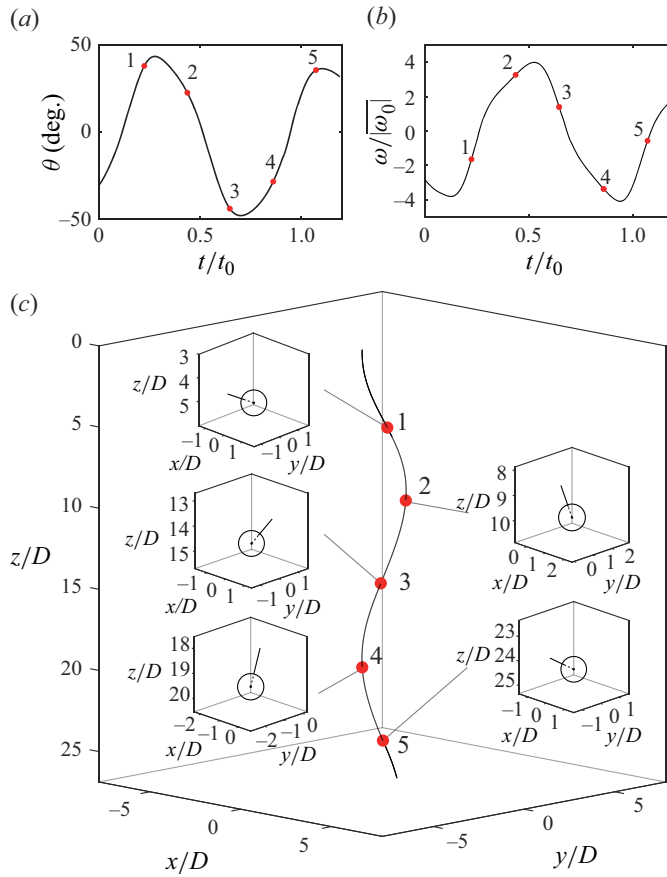 (a)
50
0
−50
θ (deg.)
1
2
3
4
5
0
0.5
1.0
t/t0
(b)
4
2
0
−2
−4
ω/|ω0|
1
2
3
4
5
0
0.5
1.0
t/t0
(c)
0
5
10
15
20
25
z/D
−5
0
5
x/D
−5
0
5
y/D
1
2
3
4
5
3
4
5
z/D
−1 0 1
x/D
−1 0 1
y/D
8
9
10
z/D
0 1 2
x/D
0 1 2
y/D
13
14
15
z/D
−1 0 1
x/D
−1 0 1
y/D
18
19
20
z/D
−2 −1 0
x/D
−2 −1 0
y/D
23
24
25
z/D
−1 0 1
x/D
−1 0 1
y/D